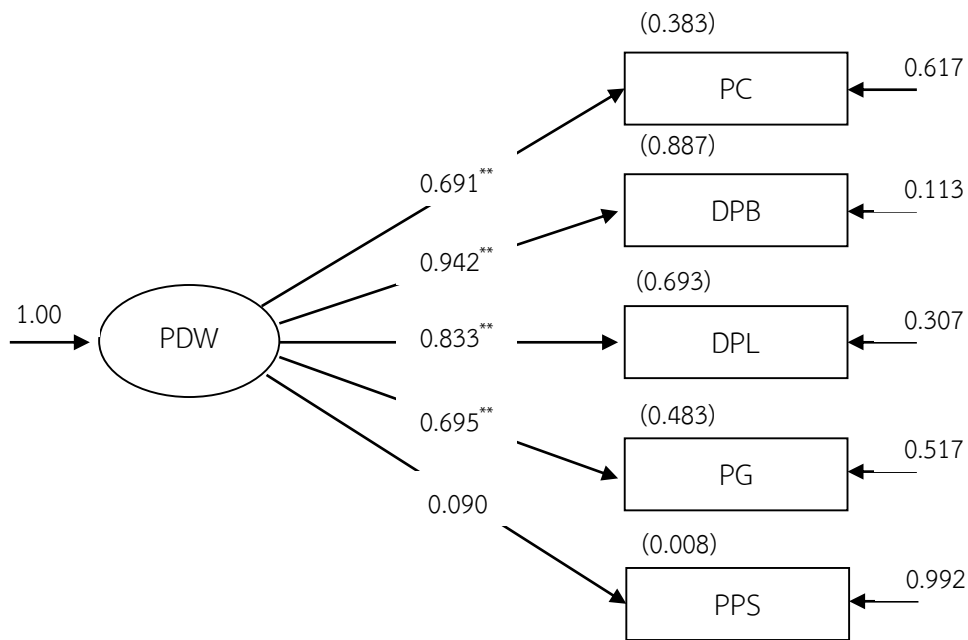 (0.383)
PC
0.617
0.691**
(0.887)
DPB
0.113
0.942**
1.00
PDW
0.833**
(0.693)
DPL
0.307
0.695**
(0.483)
PG
0.517
0.090
(0.008)
PPS
0.992